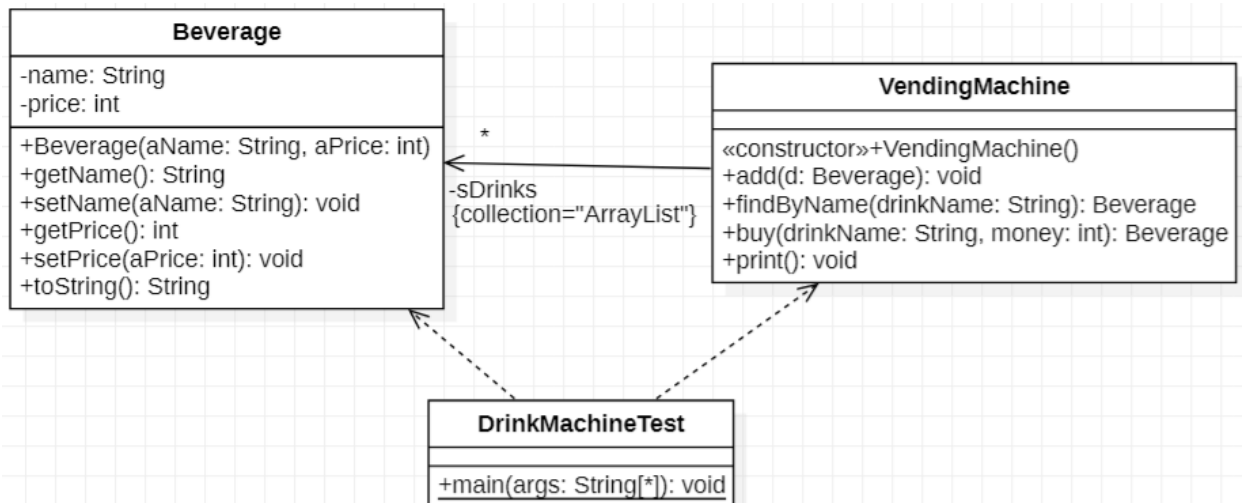 Beverage
-name: String
-price: int
+Beverage(aName: String, aPrice: int)
+getName(): String
+setName(aName: String): void
+getPrice(): int
+setPrice(aPrice: int): void
+toString(): String
*
-sDrinks
{collection="ArrayList"}
VendingMachine
«constructor»+VendingMachine()
+add(d: Beverage): void
+findByName(drinkName: String): Beverage
+buy(drinkName: String, money: int): Beverage
+print(): void
DrinkMachineTest
+main(args: String[*]): void